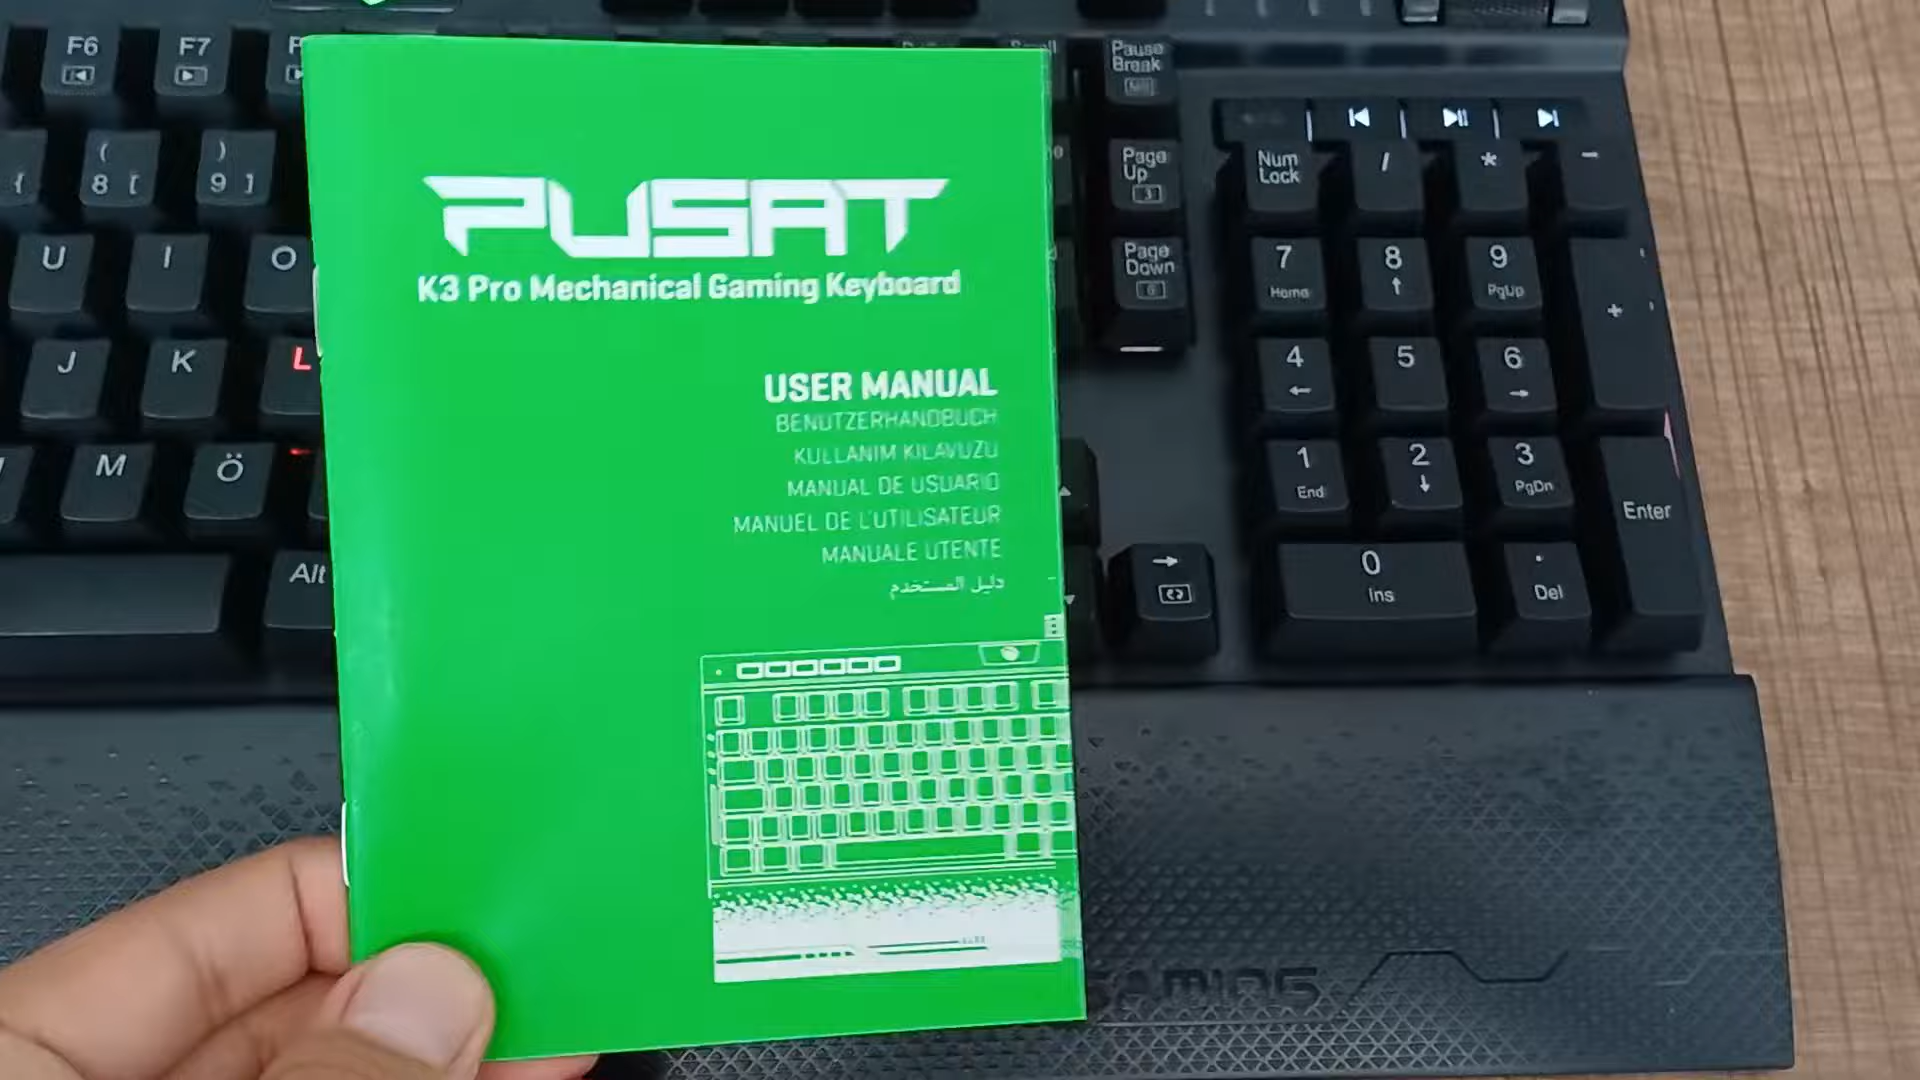 PUSAT
K3 Pro Mechanical Gaming Keyboard
USER MANUAL
BENUTZERHANDBUCH
KULLANIM KILAVUZU
MANUAL DE USUARIO
MANUEL DE L'UTILISATEUR
MANUALE UTENTE
دليل المستخدم
F6 F7
Pause
Break
( )
{ 8 [ 9 ]
Page
Up
Num
Lock
/ * -
U I O
Page
Down
7 8 9 +
Home PgUp
J K L
4 5 6
M Ö
1 2 3
End PgDn
Enter
Alt
0
Ins
.
Del
GAMING